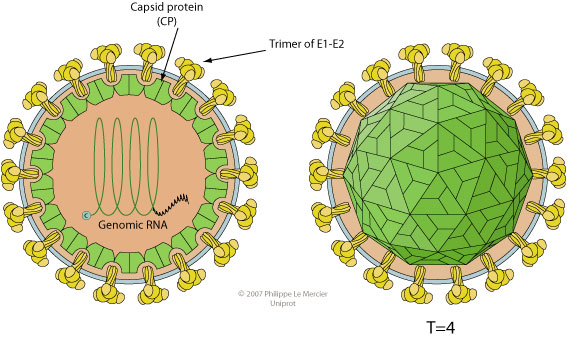 Capsid protein
(CP)
Trimer of E1-E2
C
Genomic RNA
© 2007 Philippe Le Mercier
Uniprot
T=4